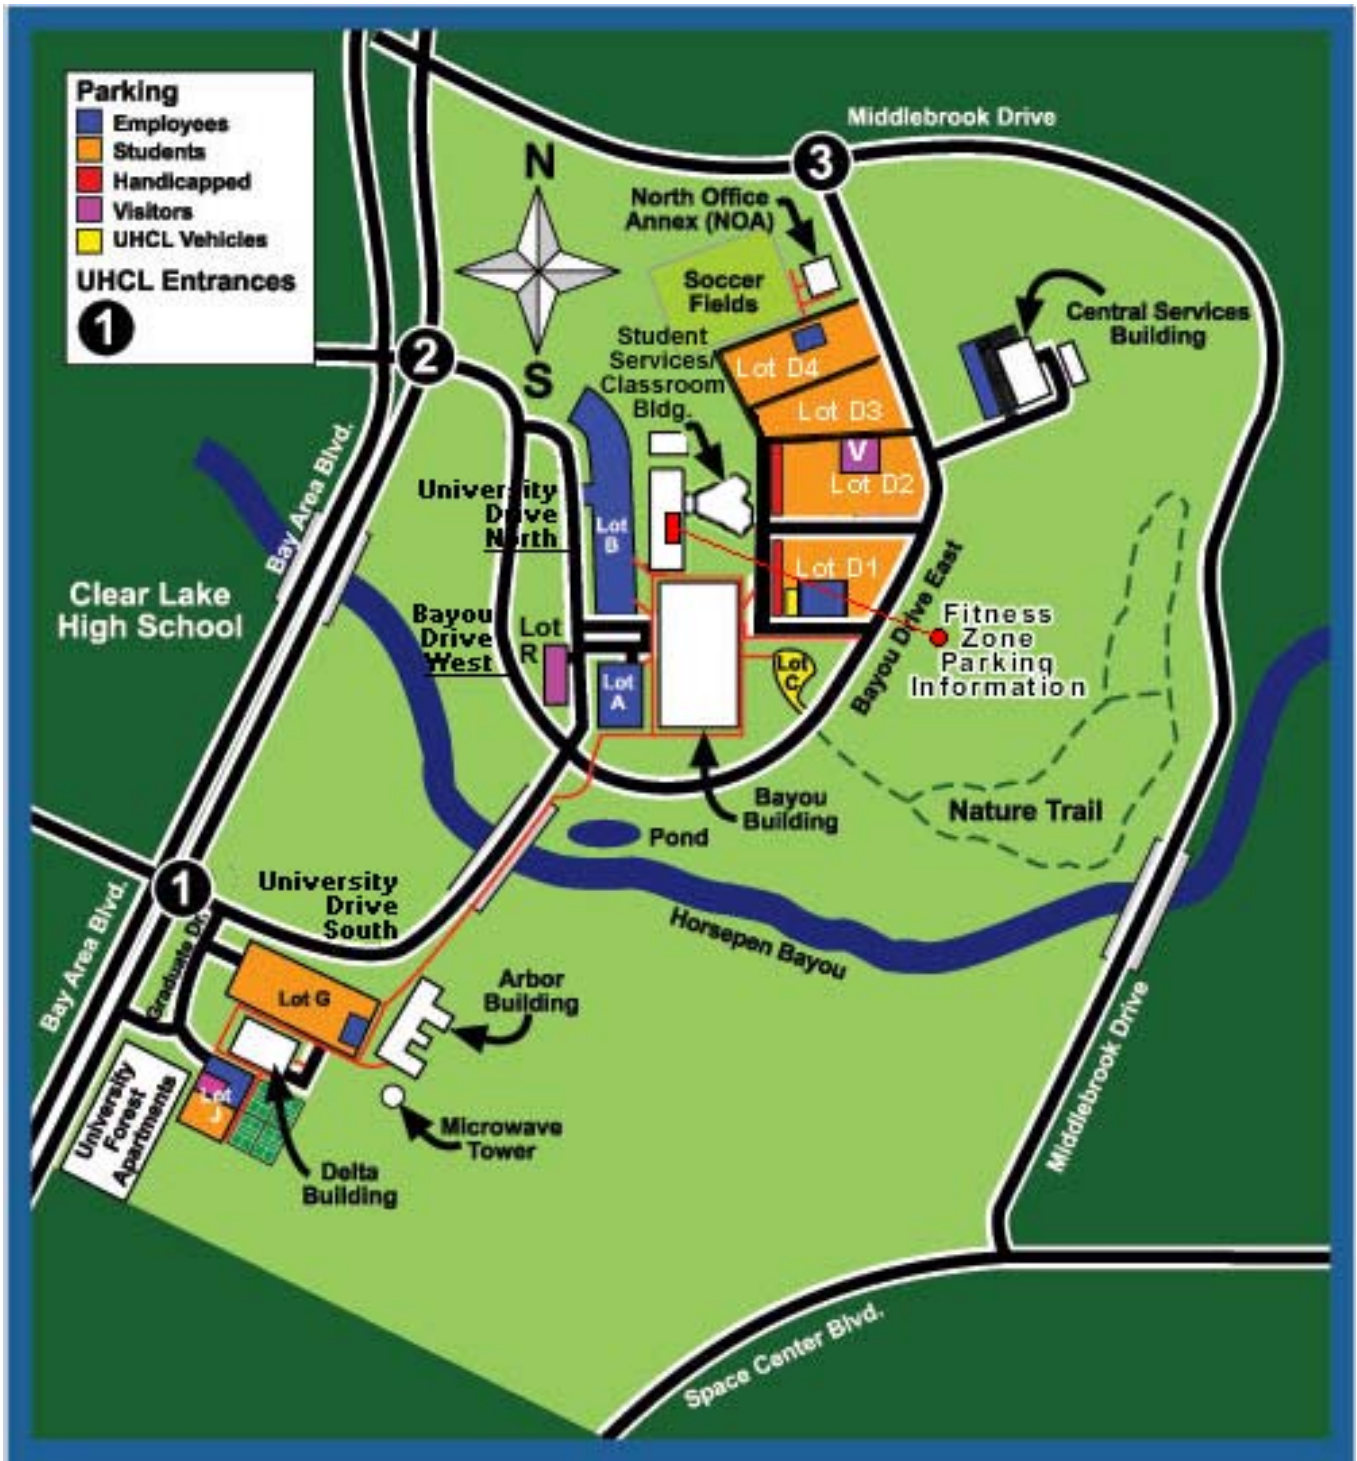 Parking
Employees
Students
Handicapped
Visitors
UHCL Vehicles
UHCL Entrances
1
N
S
Middlebrook Drive
3
North Office
Annex (NOA)
Soccer
Fields
Central Services
Building
2
Student
Services/
Classroom
Bldg.
Lot D4
Lot D3
V
Lot D2
Lot D1
Bay Area Blvd.
University
Drive
North
Lot
B
Clear Lake
High School
Bayou
Drive
West
Lot
R
Lot
A
Lot
C
Bayou Drive East
Fitness
Zone
Parking
Information
Bayou
Building
Pond
Nature Trail
Horsepen Bayou
1
University
Drive
South
Bay Area Blvd.
Graduate Dr.
Lot G
Arbor
Building
Lot
J
University
Forest
Apartments
Microwave
Tower
Delta
Building
Middlebrook Drive
Space Center Blvd.